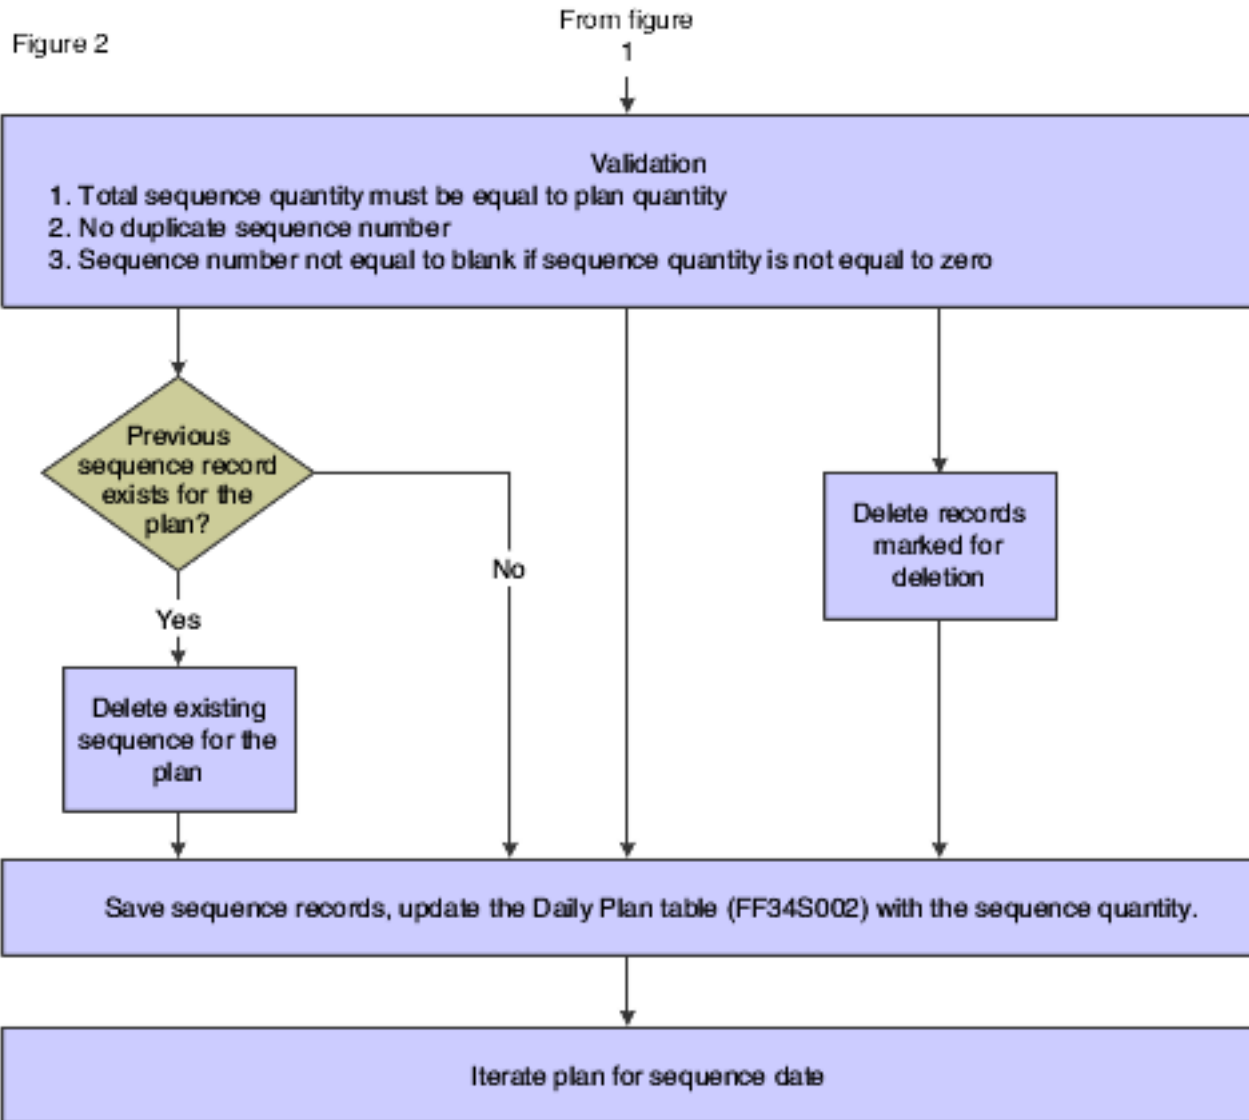 From figure
1
Figure 2
Validation
1. Total sequence quantity must be equal to plan quantity
2. No duplicate sequence number
3. Sequence number not equal to blank if sequence quantity is not equal to zero
Previous
sequence record
exists for the
plan?
No
Yes
Delete records
marked for
deletion
Delete existing
sequence for the
plan
Save sequence records, update the Daily Plan table (FF34S002) with the sequence quantity.
Iterate plan for sequence date